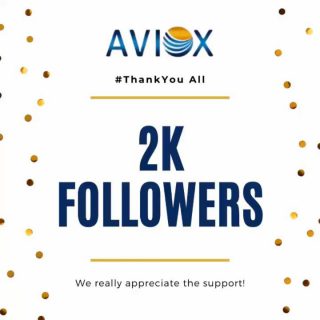 AVIOX
#ThankYou All
2K
FOLLOWERS
We really appreciate the support!